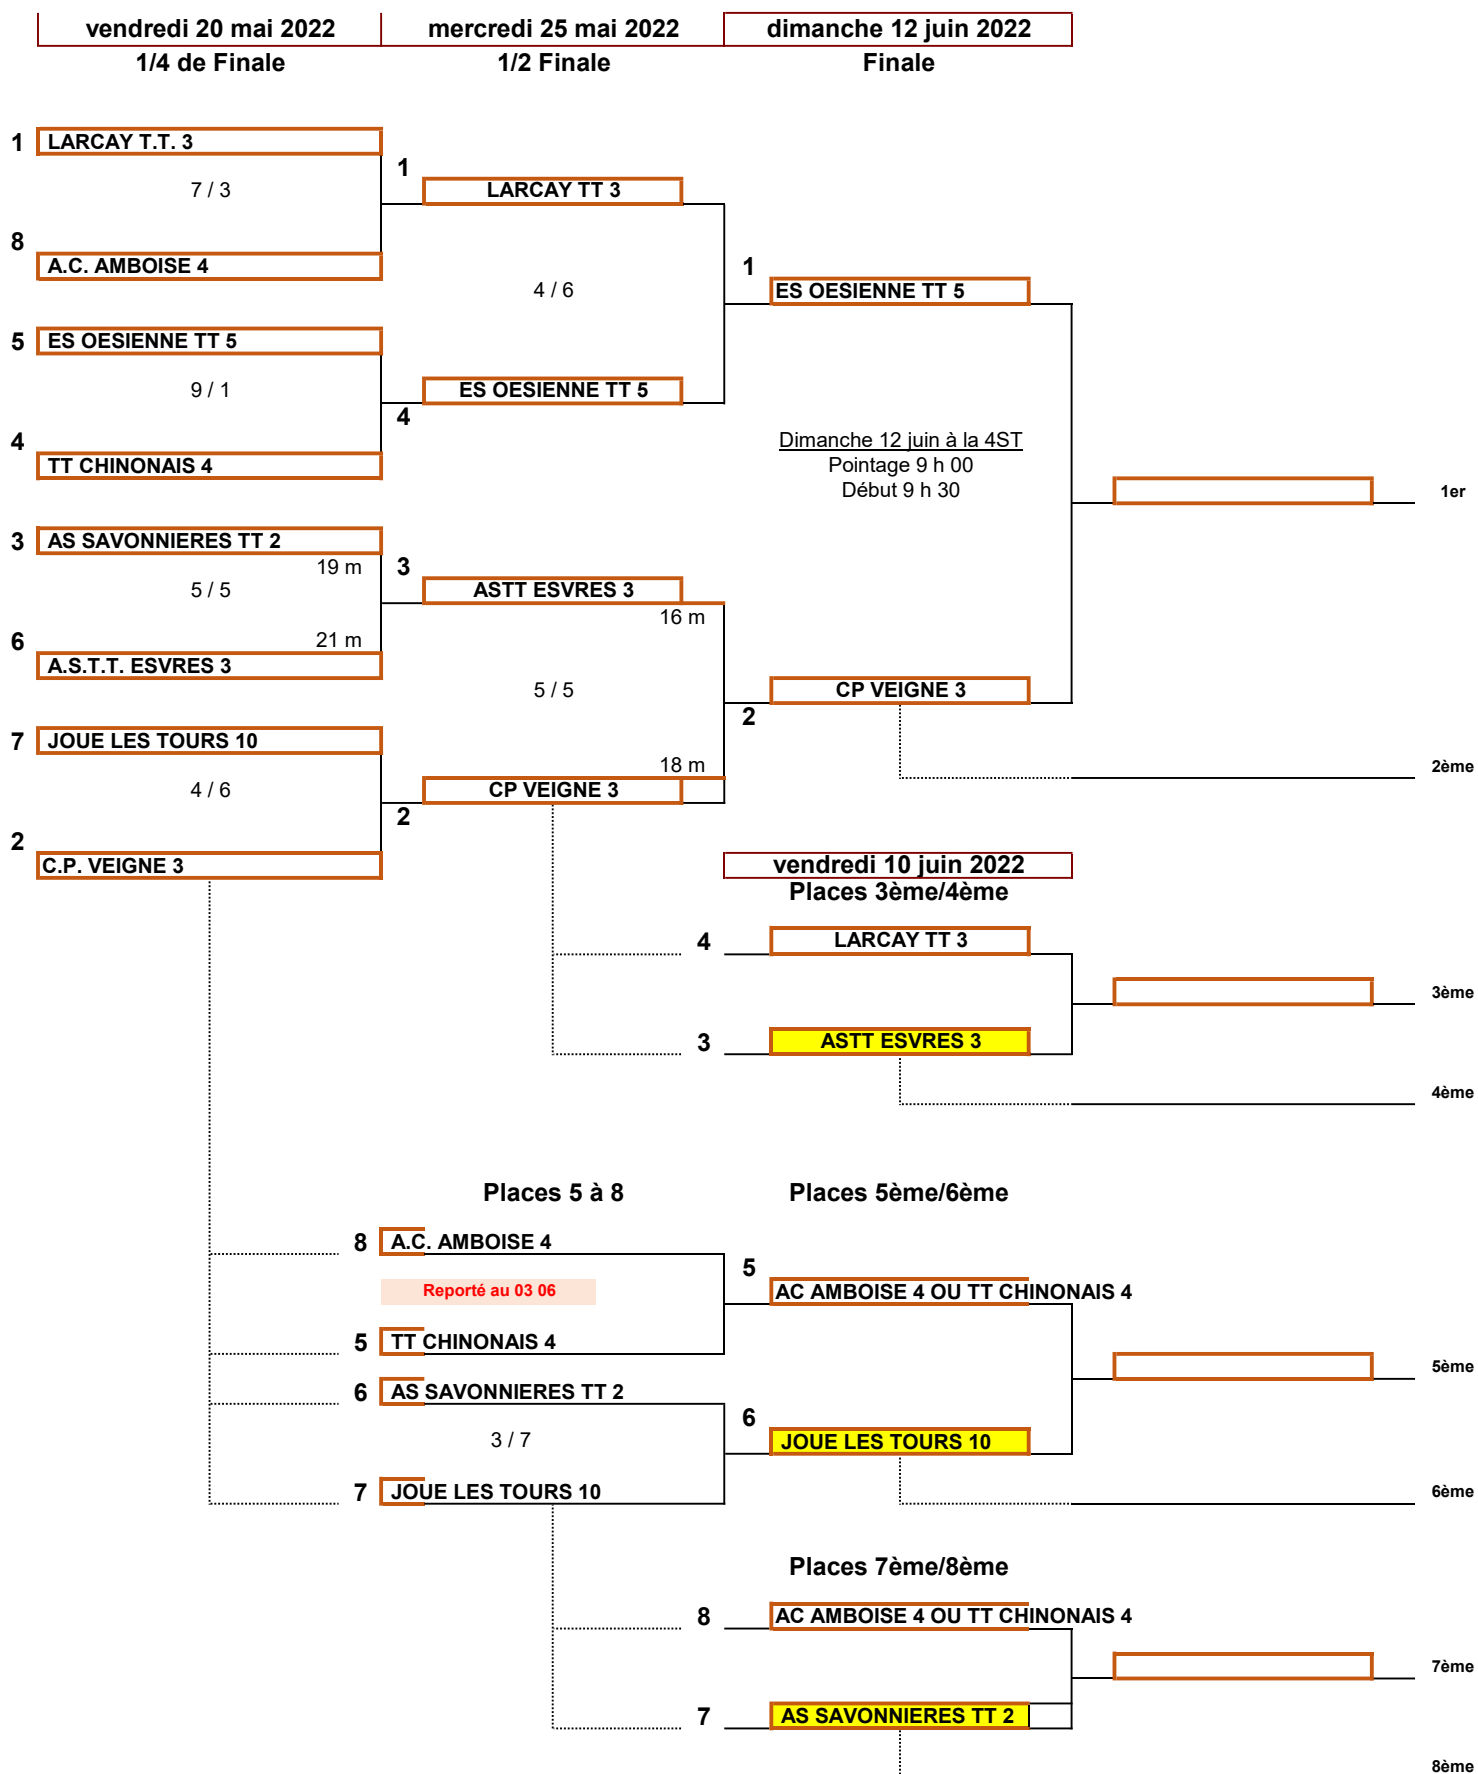 vendredi 20 mai 2022 mercredi 25 mai 2022 dimanche 12 juin 2022
1/4 de Finale 1/2 Finale Finale
1 LARCAY T.T. 3
1
7 / 3 LARCAY TT 3
8
A.C. AMBOISE 4 1
4 / 6 ES OESIENNE TT 5
5 ES OESIENNE TT 5
9 / 1 ES OESIENNE TT 5
4
4 Dimanche 12 juin à la 4ST
TT CHINONAIS 4 Pointage 9 h 00
Début 9 h 30 1er
3 AS SAVONNIERES TT 2
19 m 3
5 / 5 ASTT ESVRES 3
16 m
6 21 m
A.S.T.T. ESVRES 3
5 / 5 CP VEIGNE 3
2
7 JOUE LES TOURS 10
18 m 2ème
4 / 6 CP VEIGNE 3
2
2
C.P. VEIGNE 3 vendredi 10 juin 2022
Places 3ème/4ème
4 LARCAY TT 3
3ème
3 ASTT ESVRES 3
4ème
Places 5 à 8 Places 5ème/6ème
8 A.C. AMBOISE 4
5
Reporté au 03 06 AC AMBOISE 4 OU TT CHINONAIS 4
5 TT CHINONAIS 4
5ème
6 AS SAVONNIERES TT 2
6
3 / 7 JOUE LES TOURS 10
7 JOUE LES TOURS 10 6ème
Places 7ème/8ème
8 AC AMBOISE 4 OU TT CHINONAIS 4
7ème
7 AS SAVONNIERES TT 2
8ème